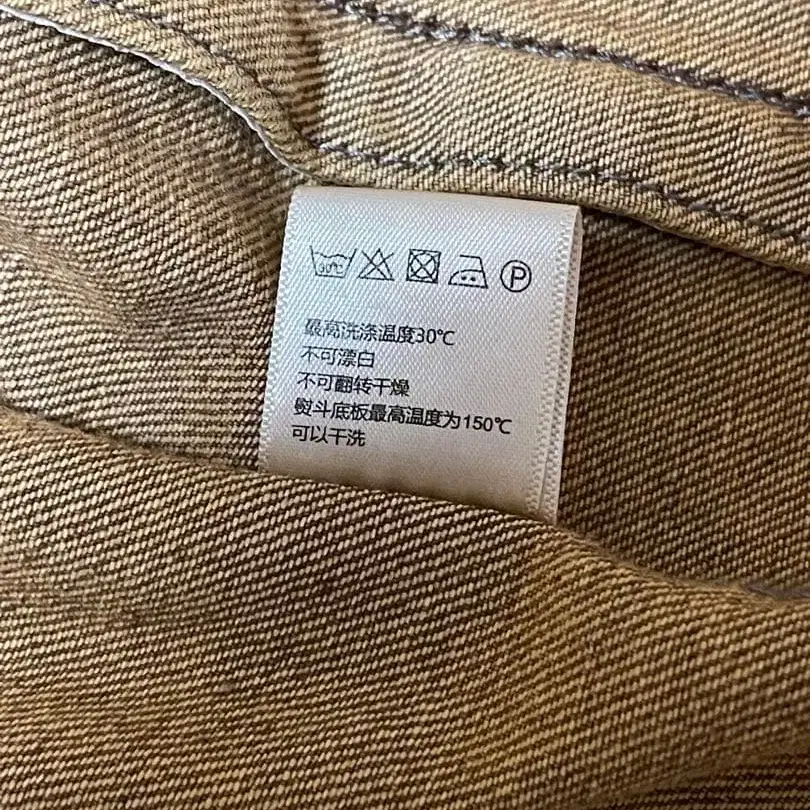 30℃ P
最高洗涤温度30℃
不可漂白
不可翻转干燥
熨斗底板最高温度为150℃
可以干洗